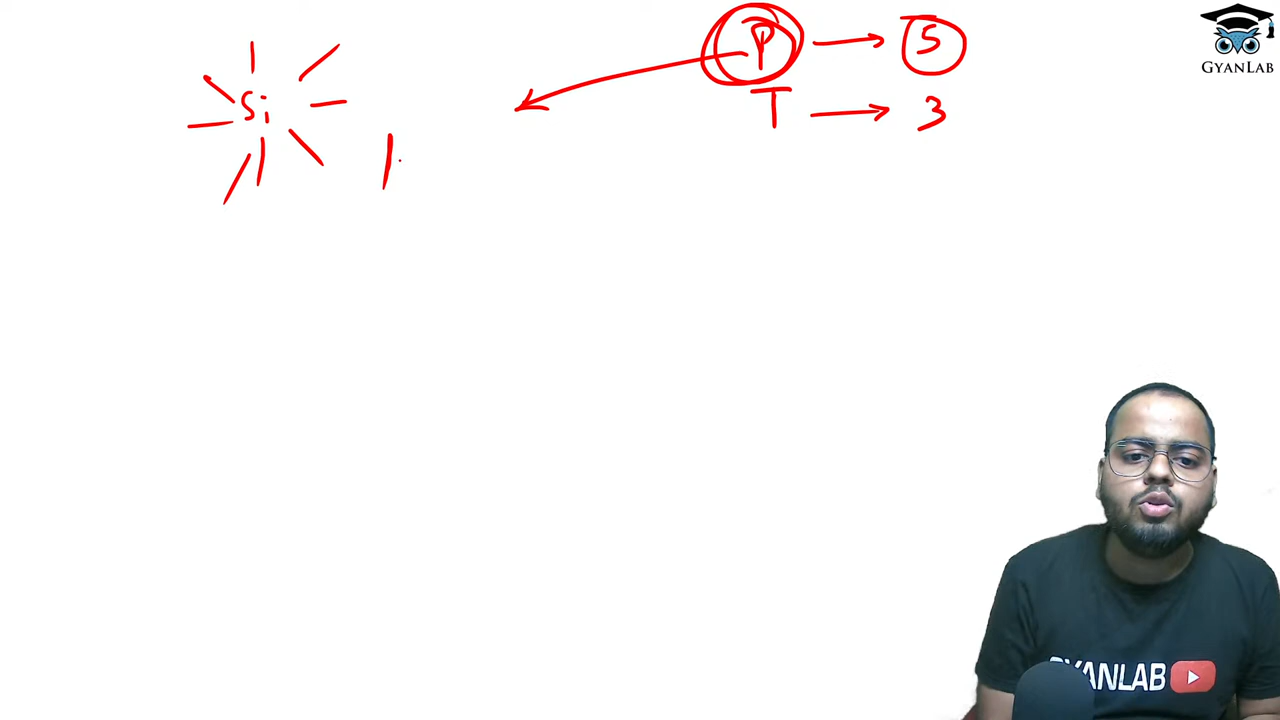 P → 5
T → 3
Si
GYANLAB
GYANLAB